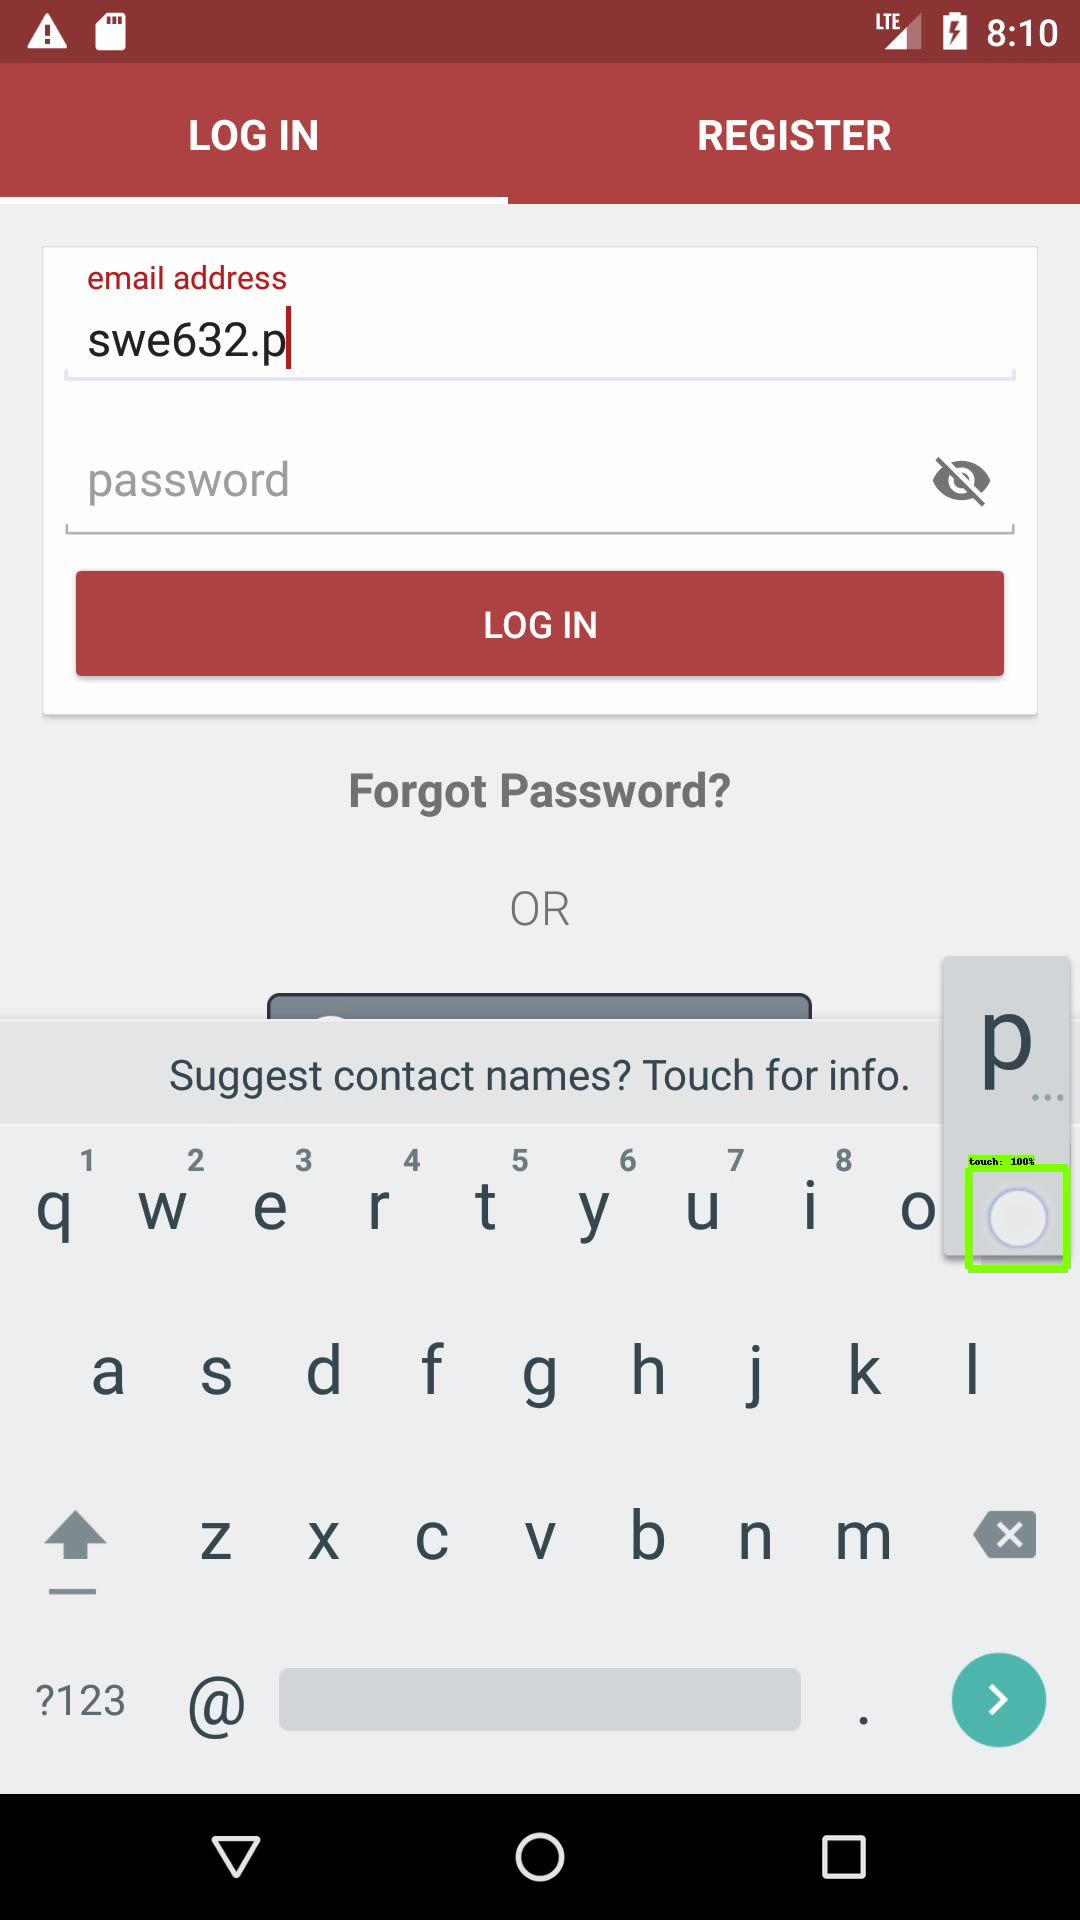 LTE 8:10
LOG IN REGISTER
email address
swe632.p
password
LOG IN
Forgot Password?
OR
p
...
Suggest contact names? Touch for info.
touch: 100%
1 2 3 4 5 6 7 8
q w e r t y u i o
a s d f g h j k l
z x c v b n m
?123 @ .